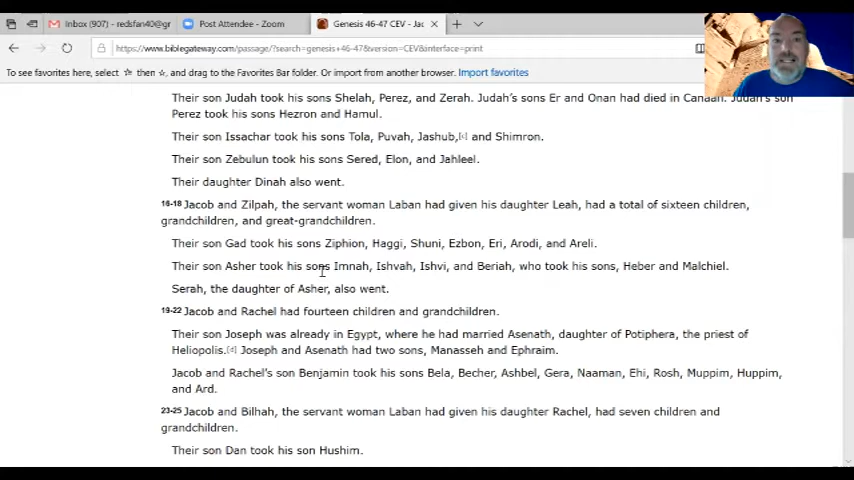 Inbox (907) - redsfan40@gr
Post Attendee - Zoom
Genesis 46-47 CEV - Jac
https://www.biblegateway.com/passage/?search=genesis+46-47&version=CEV&interface=print
To see favorites here, select then, and drag to the Favorites Bar folder. Or import from another browser. Import favorites
Their son Judah took his sons Shelah, Perez, and Zerah. Judah's sons Er and Onan had died in Canaan. Judah's son
Perez took his sons Hezron and Hamul.
Their son Issachar took his sons Tola, Puvah, Jashub,[c] and Shimron.
Their son Zebulun took his sons Sered, Elon, and Jahleel.
Their daughter Dinah also went.
16-18 Jacob and Zilpah, the servant woman Laban had given his daughter Leah, had a total of sixteen children,
grandchildren, and great-grandchildren.
Their son Gad took his sons Ziphion, Haggi, Shuni, Ezbon, Eri, Arodi, and Areli.
Their son Asher took his sons Imnah, Ishvah, Ishvi, and Beriah, who took his sons, Heber and Malchiel.
Serah, the daughter of Asher, also went.
19-22 Jacob and Rachel had fourteen children and grandchildren.
Their son Joseph was already in Egypt, where he had married Asenath, daughter of Potiphera, the priest of
Heliopolis.[d] Joseph and Asenath had two sons, Manasseh and Ephraim.
Jacob and Rachel's son Benjamin took his sons Bela, Becher, Ashbel, Gera, Naaman, Ehi, Rosh, Muppim, Huppim,
and Ard.
23-25 Jacob and Bilhah, the servant woman Laban had given his daughter Rachel, had seven children and
grandchildren.
Their son Dan took his son Hushim.